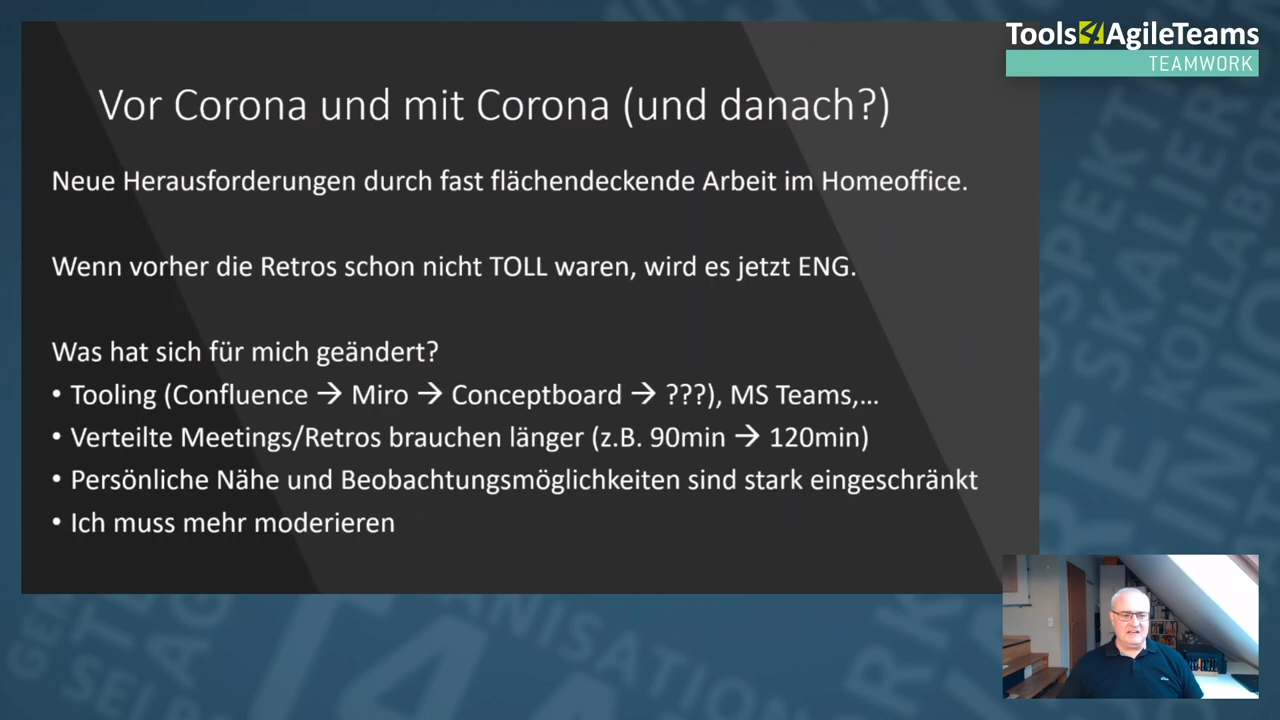 Tools4AgileTeams
TEAMWORK
Vor Corona und mit Corona (und danach?)
Neue Herausforderungen durch fast flächendeckende Arbeit im Homeoffice.
Wenn vorher die Retros schon nicht TOLL waren, wird es jetzt ENG.
Was hat sich für mich geändert?
• Tooling (Confluence → Miro → Conceptboard → ???), MS Teams,...
• Verteilte Meetings/Retros brauchen länger (z.B. 90min → 120min)
• Persönliche Nähe und Beobachtungsmöglichkeiten sind stark eingeschränkt
• Ich muss mehr moderieren